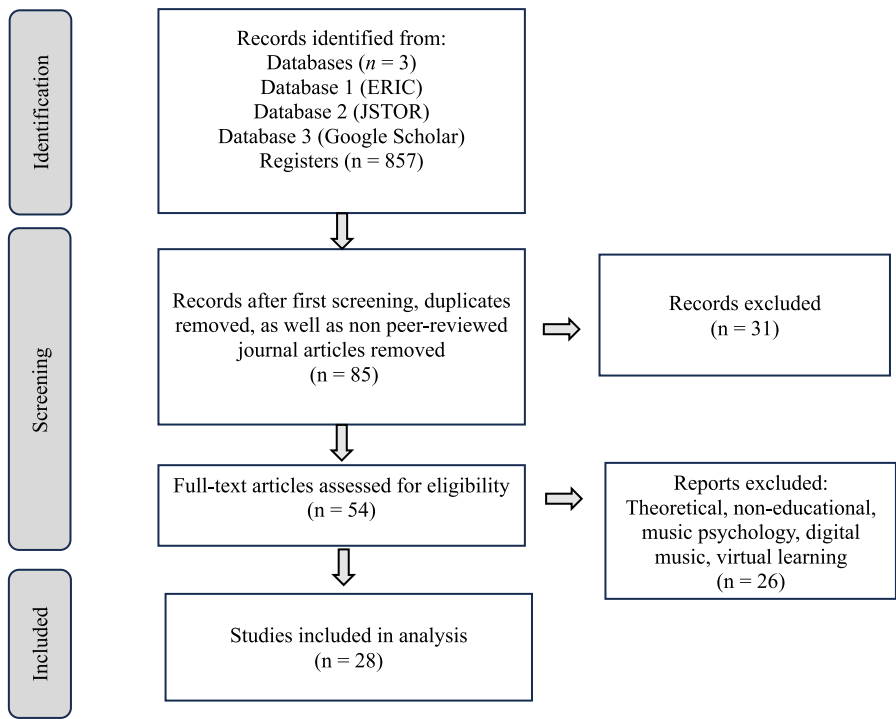 Identification
Records identified from:
Databases (n = 3)
Database 1 (ERIC)
Database 2 (JSTOR)
Database 3 (Google Scholar)
Registers (n = 857)
Screening
Records after first screening, duplicates
removed, as well as non peer-reviewed
journal articles removed
(n = 85)
Records excluded
(n = 31)
Full-text articles assessed for eligibility
(n = 54)
Reports excluded:
Theoretical, non-educational,
music psychology, digital
music, virtual learning
(n = 26)
Included
Studies included in analysis
(n = 28)